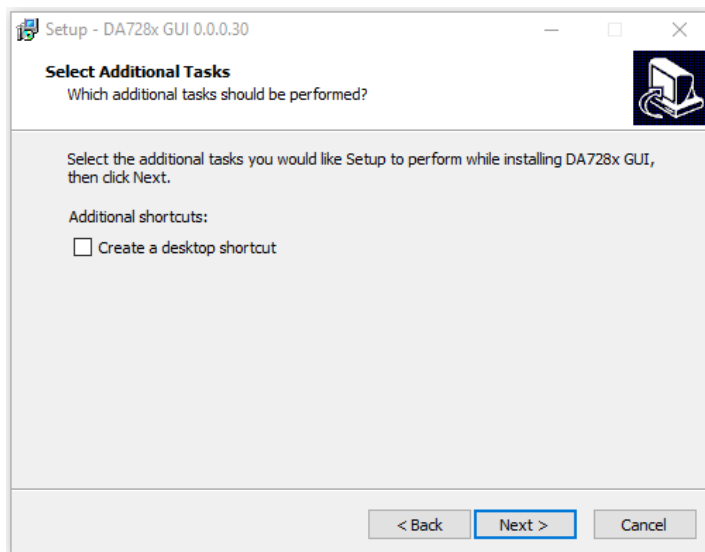 Setup - DA728x GUI 0.0.0.30
Select Additional Tasks
Which additional tasks should be performed?
Select the additional tasks you would like Setup to perform while installing DA728x GUI,
then click Next.
Additional shortcuts:
Create a desktop shortcut
< Back Next > Cancel